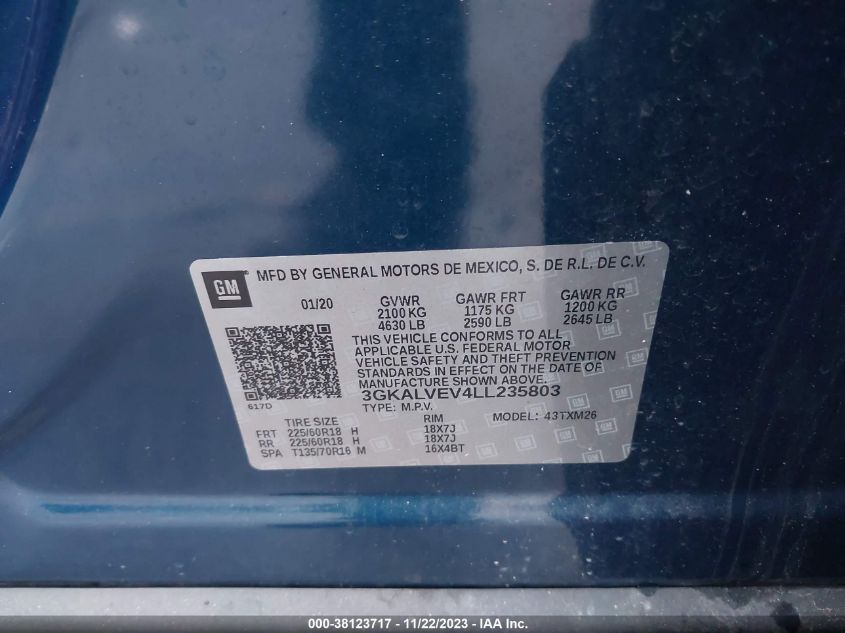 GM ® MFD BY GENERAL MOTORS DE MEXICO, S. DE R.L. DE C.V.
01/20 GVWR GAWR FRT GAWR RR
2100 KG 1175 KG 1200 KG
4630 LB 2590 LB 2645 LB
THIS VEHICLE CONFORMS TO ALL
APPLICABLE U.S. FEDERAL MOTOR
VEHICLE SAFETY AND THEFT PREVENTION
STANDARDS IN EFFECT ON THE DATE OF
MANUFACTURE SHOWN ABOVE.
617D
3GKALVEV4LL235803
TYPE: M.P.V. MODEL: 43TXM26
TIRE SIZE RIM
FRT 225/60R18 H 18X7J
RR 225/60R18 H 18X7J
SPA T135/70R16 M 16X4BT
000-38123717 - 11/22/2023 - IAA Inc.